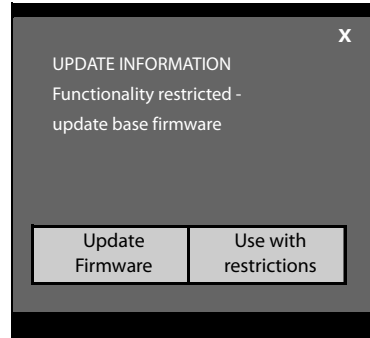 X
UPDATE INFORMATION
Functionality restricted -
update base firmware
Update
Firmware
Use with
restrictions